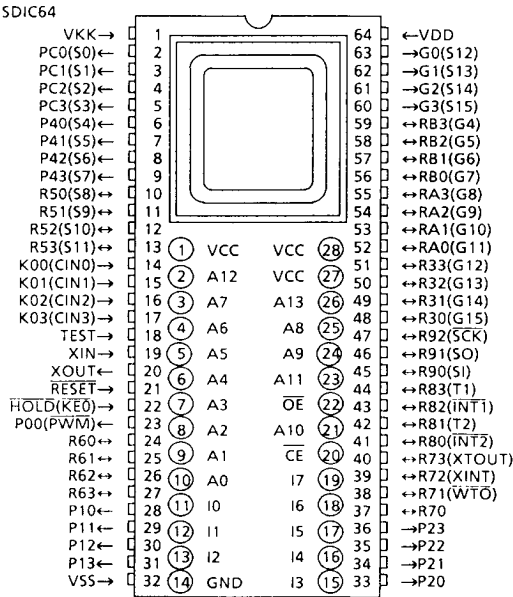 SDIC64
VKK→ 1
PC0(S0)← 2
PC1(S1)← 3
PC2(S2)← 4
PC3(S3)← 5
P40(S4)← 6
P41(S5)← 7
P42(S6)← 8
P43(S7)← 9
R50(S8)↔ 10
R51(S9)↔ 11
R52(S10)↔ 12
R53(S11)↔ 13
K00(CIN0)→ 14
K01(CIN1)→ 15
K02(CIN2)→ 16
K03(CIN3)→ 17
TEST→ 18
XIN→ 19
XOUT← 20
RESET→ 21
HOLD(KE0)→ 22
P00(PWM)← 23
R60↔ 24
R61↔ 25
R62↔ 26
R63↔ 27
P10← 28
P11← 29
P12← 30
P13← 31
VSS→ 32
① VCC VCC ㉘
② A12 VCC ㉗
③ A7 A13 ㉖
④ A6 A8 ㉕
⑤ A5 A9 ㉔
⑥ A4 A11 ㉓
⑦ A3 OE ㉒
⑧ A2 A10 ㉑
⑨ A1 CE ⑳
⑩ A0 I7 ⑲
⑪ I0 I6 ⑱
⑫ I1 I5 ⑰
⑬ I2 I4 ⑯
⑭ GND I3 ⑮
64 ←VDD
63 →G0(S12)
62 →G1(S13)
61 →G2(S14)
60 →G3(S15)
59 ↔RB3(G4)
58 ↔RB2(G5)
57 ↔RB1(G6)
56 ↔RB0(G7)
55 ↔RA3(G8)
54 ↔RA2(G9)
53 ↔RA1(G10)
52 ↔RA0(G11)
51 ↔R33(G12)
50 ↔R32(G13)
49 ↔R31(G14)
48 ↔R30(G15)
47 ↔R92(SCK)
46 ↔R91(SO)
45 ↔R90(SI)
44 ↔R83(T1)
43 ↔R82(INT1)
42 ↔R81(T2)
41 ↔R80(INT2)
40 ↔R73(XTOUT)
39 ↔R72(XINT)
38 ↔R71(WTO)
37 ↔R70
36 →P23
35 →P22
34 →P21
33 →P20